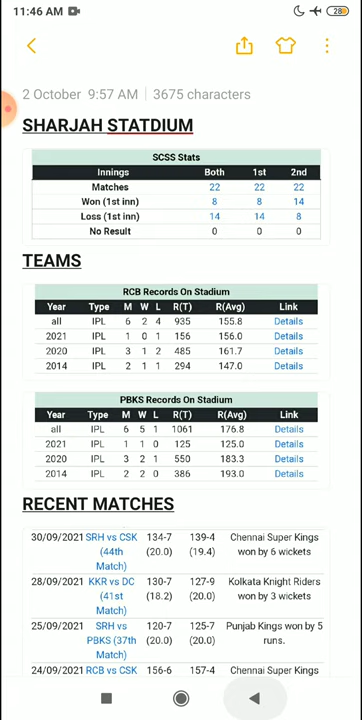 11:46 AM
28
2 October 9:57 AM | 3675 characters
SHARJAH STATDIUM
SCSS Stats
Innings Both 1st 2nd
Matches 22 22 22
Won (1st inn) 8 8 14
Loss (1st inn) 14 14 8
No Result 0 0 0
TEAMS
RCB Records On Stadium
Year Type M W L R(T) R(Avg) Link
all IPL 6 2 4 935 155.8 Details
2021 IPL 1 0 1 156 156.0 Details
2020 IPL 3 1 2 485 161.7 Details
2014 IPL 2 1 1 294 147.0 Details
PBKS Records On Stadium
Year Type M W L R(T) R(Avg) Link
all IPL 6 5 1 1061 176.8 Details
2021 IPL 1 1 0 125 125.0 Details
2020 IPL 3 2 1 550 183.3 Details
2014 IPL 2 2 0 386 193.0 Details
RECENT MATCHES
30/09/2021 SRH vs CSK 134-7 139-4 Chennai Super Kings
(44th (20.0) (19.4) won by 6 wickets
Match)
28/09/2021 KKR vs DC 130-7 127-9 Kolkata Knight Riders
(41st (18.2) (20.0) won by 3 wickets
Match)
25/09/2021 SRH vs 120-7 125-7 Punjab Kings won by 5
PBKS (37th (20.0) (20.0) runs.
Match)
24/09/2021 RCB vs CSK 156-6 157-4 Chennai Super Kings